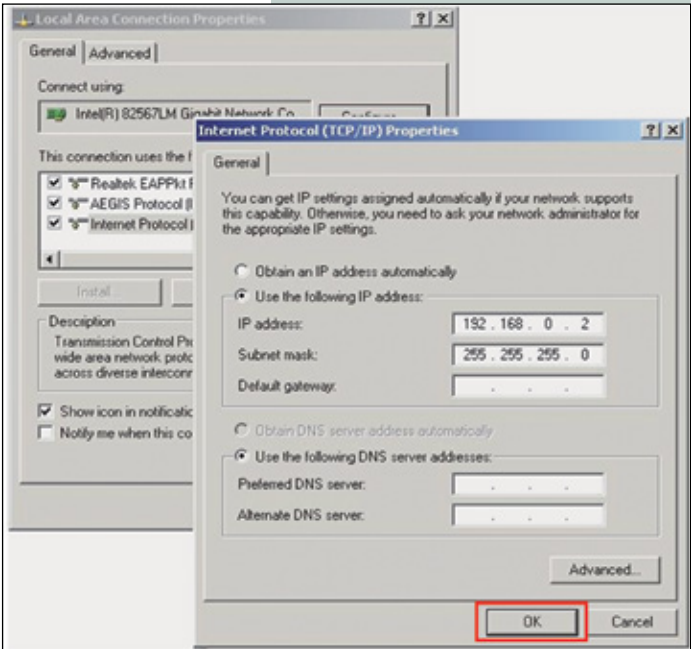 Local Area Connection Properties
General
Advanced
Connect using:
Intel(R) 82567LM Gigabit Network Co
This connection uses the f
Realtek EAPPkt
AEGIS Protocol
Internet Protocol
Install...
Description
Transmission Control
wide area network
across diverse
Show icon in
Notify me when this
Internet Protocol (TCP/IP) Properties
General
You can get IP settings assigned automatically if your network supports
this capability. Otherwise, you need to ask your network administrator for
the appropriate IP settings.
Obtain an IP address automatically
Use the following IP address:
IP address: 192 . 168 . 0 . 2
Subnet mask: 255 . 255 . 255 . 0
Default gateway: . . .
Obtain DNS server address automatically
Use the following DNS server addresses:
Preferred DNS server: . . .
Alternate DNS server: . . .
Advanced...
OK Cancel